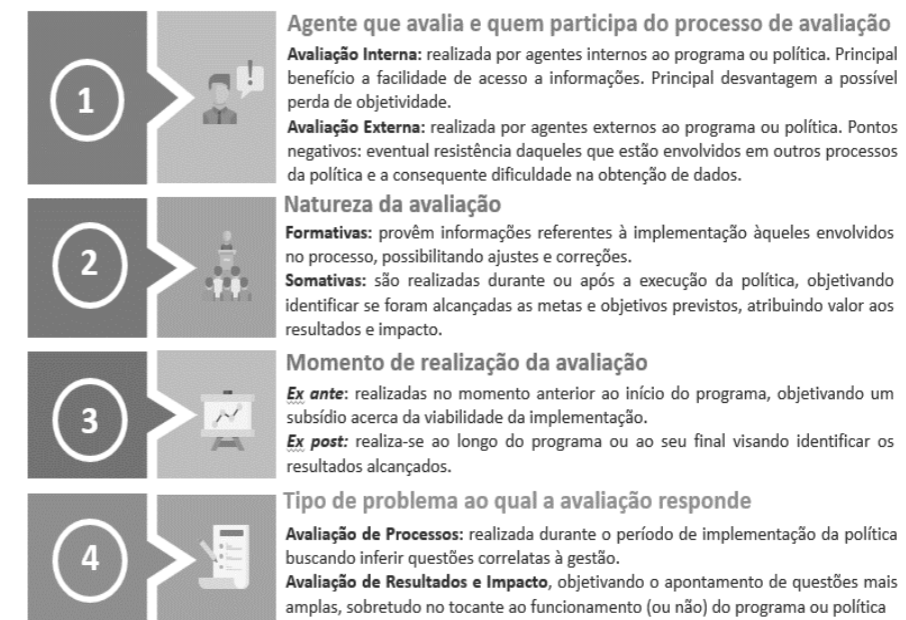 1
Agente que avalia e quem participa do processo de avaliação
Avaliação Interna: realizada por agentes internos ao programa ou política. Principal
benefício a facilidade de acesso a informações. Principal desvantagem a possível
perda de objetividade.
Avaliação Externa: realizada por agentes externos ao programa ou política. Pontos
negativos: eventual resistência daqueles que estão envolvidos em outros processos
da política e a consequente dificuldade na obtenção de dados.
2
Natureza da avaliação
Formativas: provêm informações referentes à implementação àqueles envolvidos
no processo, possibilitando ajustes e correções.
Somativas: são realizadas durante ou após a execução da política, objetivando
identificar se foram alcançadas as metas e objetivos previstos, atribuindo valor aos
resultados e impacto.
3
Momento de realização da avaliação
Ex ante: realizadas no momento anterior ao início do programa, objetivando um
subsídio acerca da viabilidade da implementação.
Ex post: realiza-se ao longo do programa ou ao seu final visando identificar os
resultados alcançados.
4
Tipo de problema ao qual a avaliação responde
Avaliação de Processos: realizada durante o período de implementação da política
buscando inferir questões correlatas à gestão.
Avaliação de Resultados e Impacto, objetivando o apontamento de questões mais
amplas, sobretudo no tocante ao funcionamento (ou não) do programa ou política